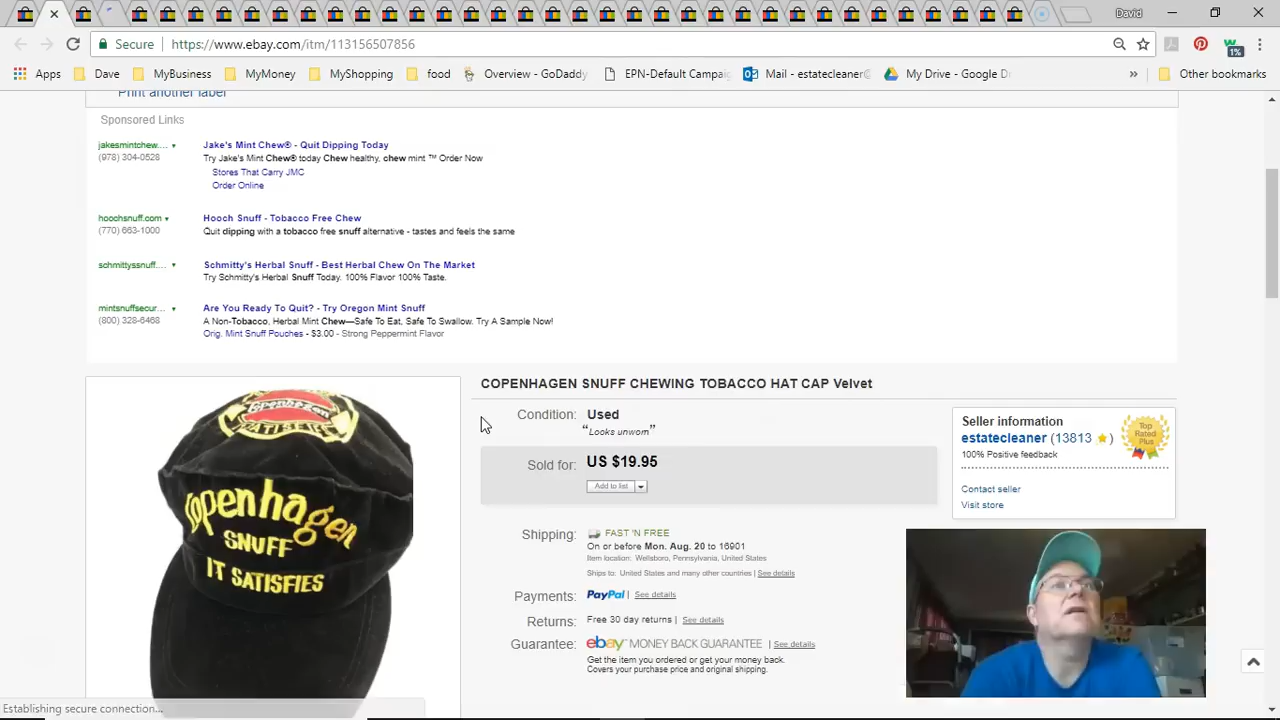 David
Secure https://www.ebay.com/itm/113156507856
1%
Apps Dave MyBusiness MyMoney MyShopping food Overview - GoDaddy EPN-Default Campaig Mail - estatecleaner@ My Drive - Google Dr » Other bookmarks
Print another label
Sponsored Links
jakesmintchew.... Jake's Mint Chew® - Quit Dipping Today
(978) 304-0528 Try Jake's Mint Chew® today Chew healthy, chew mint ™ Order Now
Stores That Carry JMC
Order Online
hoochsnuff.com Hooch Snuff - Tobacco Free Chew
(770) 663-1000 Quit dipping with a tobacco free snuff alternative - tastes and feels the same
schmittyssnuff.... Schmitty's Herbal Snuff - Best Herbal Chew On The Market
Try Schmitty's Herbal Snuff Today. 100% Flavor 100% Taste.
mintsnuffsecur... Are You Ready To Quit? - Try Oregon Mint Snuff
(800) 328-6468 A Non-Tobacco, Herbal Mint Chew—Safe To Eat, Safe To Swallow. Try A Sample Now!
Orig. Mint Snuff Pouches - $3.00 - Strong Peppermint Flavor
COPENHAGEN SNUFF CHEWING TOBACCO HAT CAP Velvet
Condition: Used
“Looks unworn”
Sold for: US $19.95
Add to list
Shipping: FAST 'N FREE
On or before Mon. Aug. 20 to 16901
Item location: Wellsboro, Pennsylvania, United States
Ships to: United States and many other countries | See details
Payments: PayPal | See details
Returns: Free 30 day returns | See details
Guarantee: ebay MONEY BACK GUARANTEE | See details
Get the item you ordered or get your money back.
Covers your purchase price and original shipping.
Seller information
estatecleaner (13813 )
100% Positive feedback
Contact seller
Visit store
Top
Rated
Plus
Copenhagen
SATISFIES
Copenhagen
SNUFF
IT SATISFIES
Establishing secure connection...